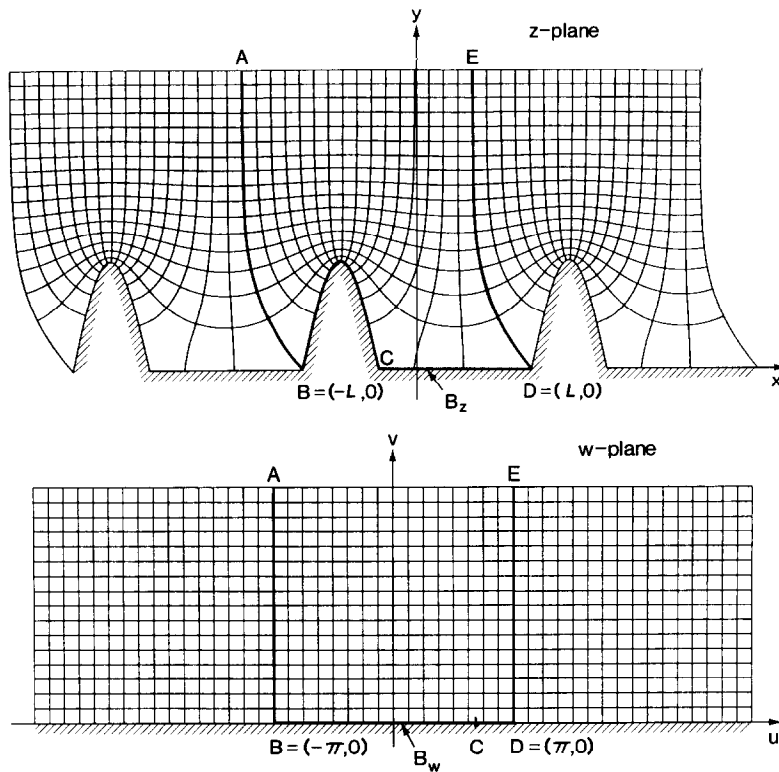 y
z-plane
A
E
C
x
B=(-L,0)
B_z
D=(L,0)
v
w-plane
A
E
B=(-π,0)
B_w
C
D=(π,0)
u